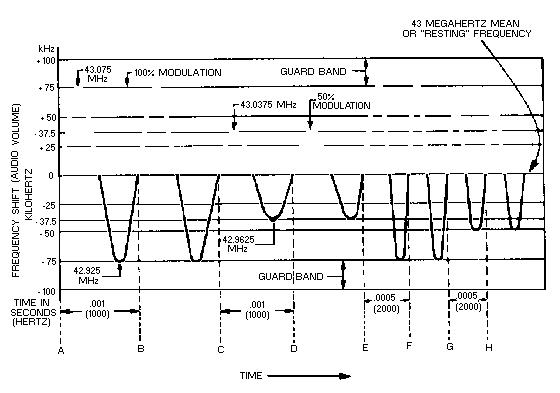 43 MEGAHERTZ MEAN
OR "RESTING" FREQUENCY
kHz
+ 100
43.075
MHz
100% MODULATION
GUARD BAND
+ 75
+ 50
43.0375 MHz
50%
MODULATION
- 37.5
+ 25
0
FREQUENCY SHIFT (AUDIO VOLUME)
KILOHERTZ
- 25
- 37.5
- 50
42.9625
MHz
- 75
42.925
MHz
GUARD BAND
- 100
TIME IN
SECONDS
(HERTZ)
.001
(1000)
.001
(1000)
.0005
(2000)
.0005
(2000)
A B C D E F G H
TIME